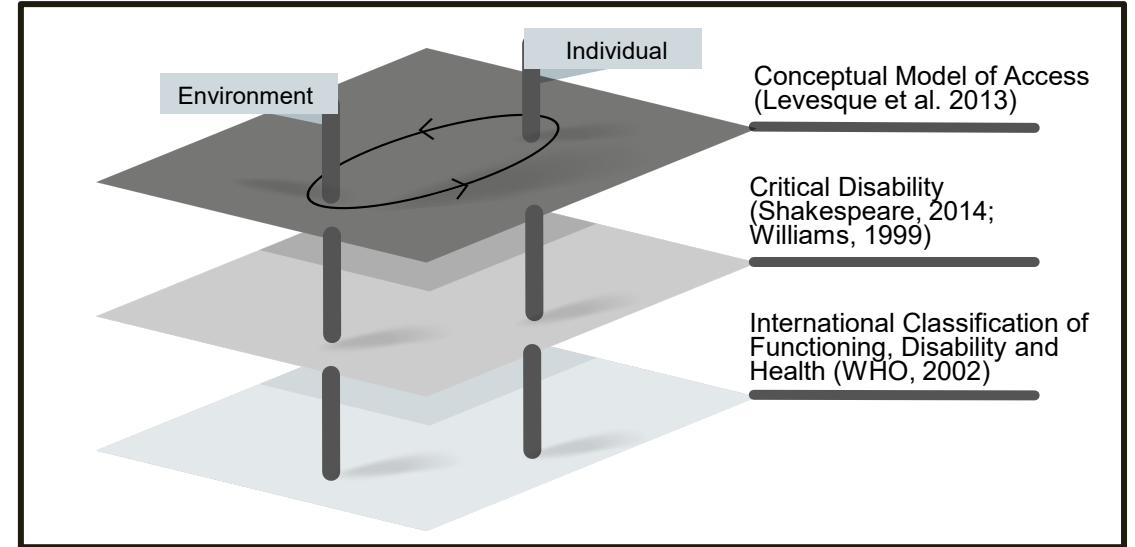 Individual
Environment
Conceptual Model of Access
(Levesque et al. 2013)
Critical Disability
(Shakespeare, 2014;
Williams, 1999)
International Classification of
Functioning, Disability and
Health (WHO, 2002)